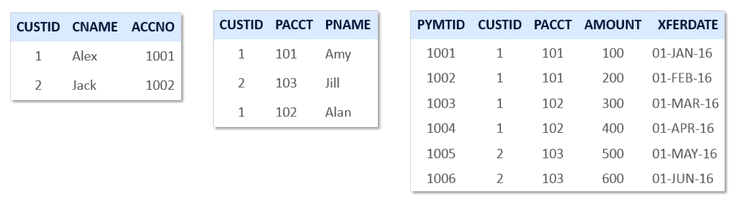 CUSTID CNAME ACCNO
1 Alex 1001
2 Jack 1002
CUSTID PACCT PNAME
1 101 Amy
2 103 Jill
1 102 Alan
PYMTID CUSTID PACCT AMOUNT XFERDATE
1001 1 101 100 01-JAN-16
1002 1 101 200 01-FEB-16
1003 1 102 300 01-MAR-16
1004 1 102 400 01-APR-16
1005 2 103 500 01-MAY-16
1006 2 103 600 01-JUN-16